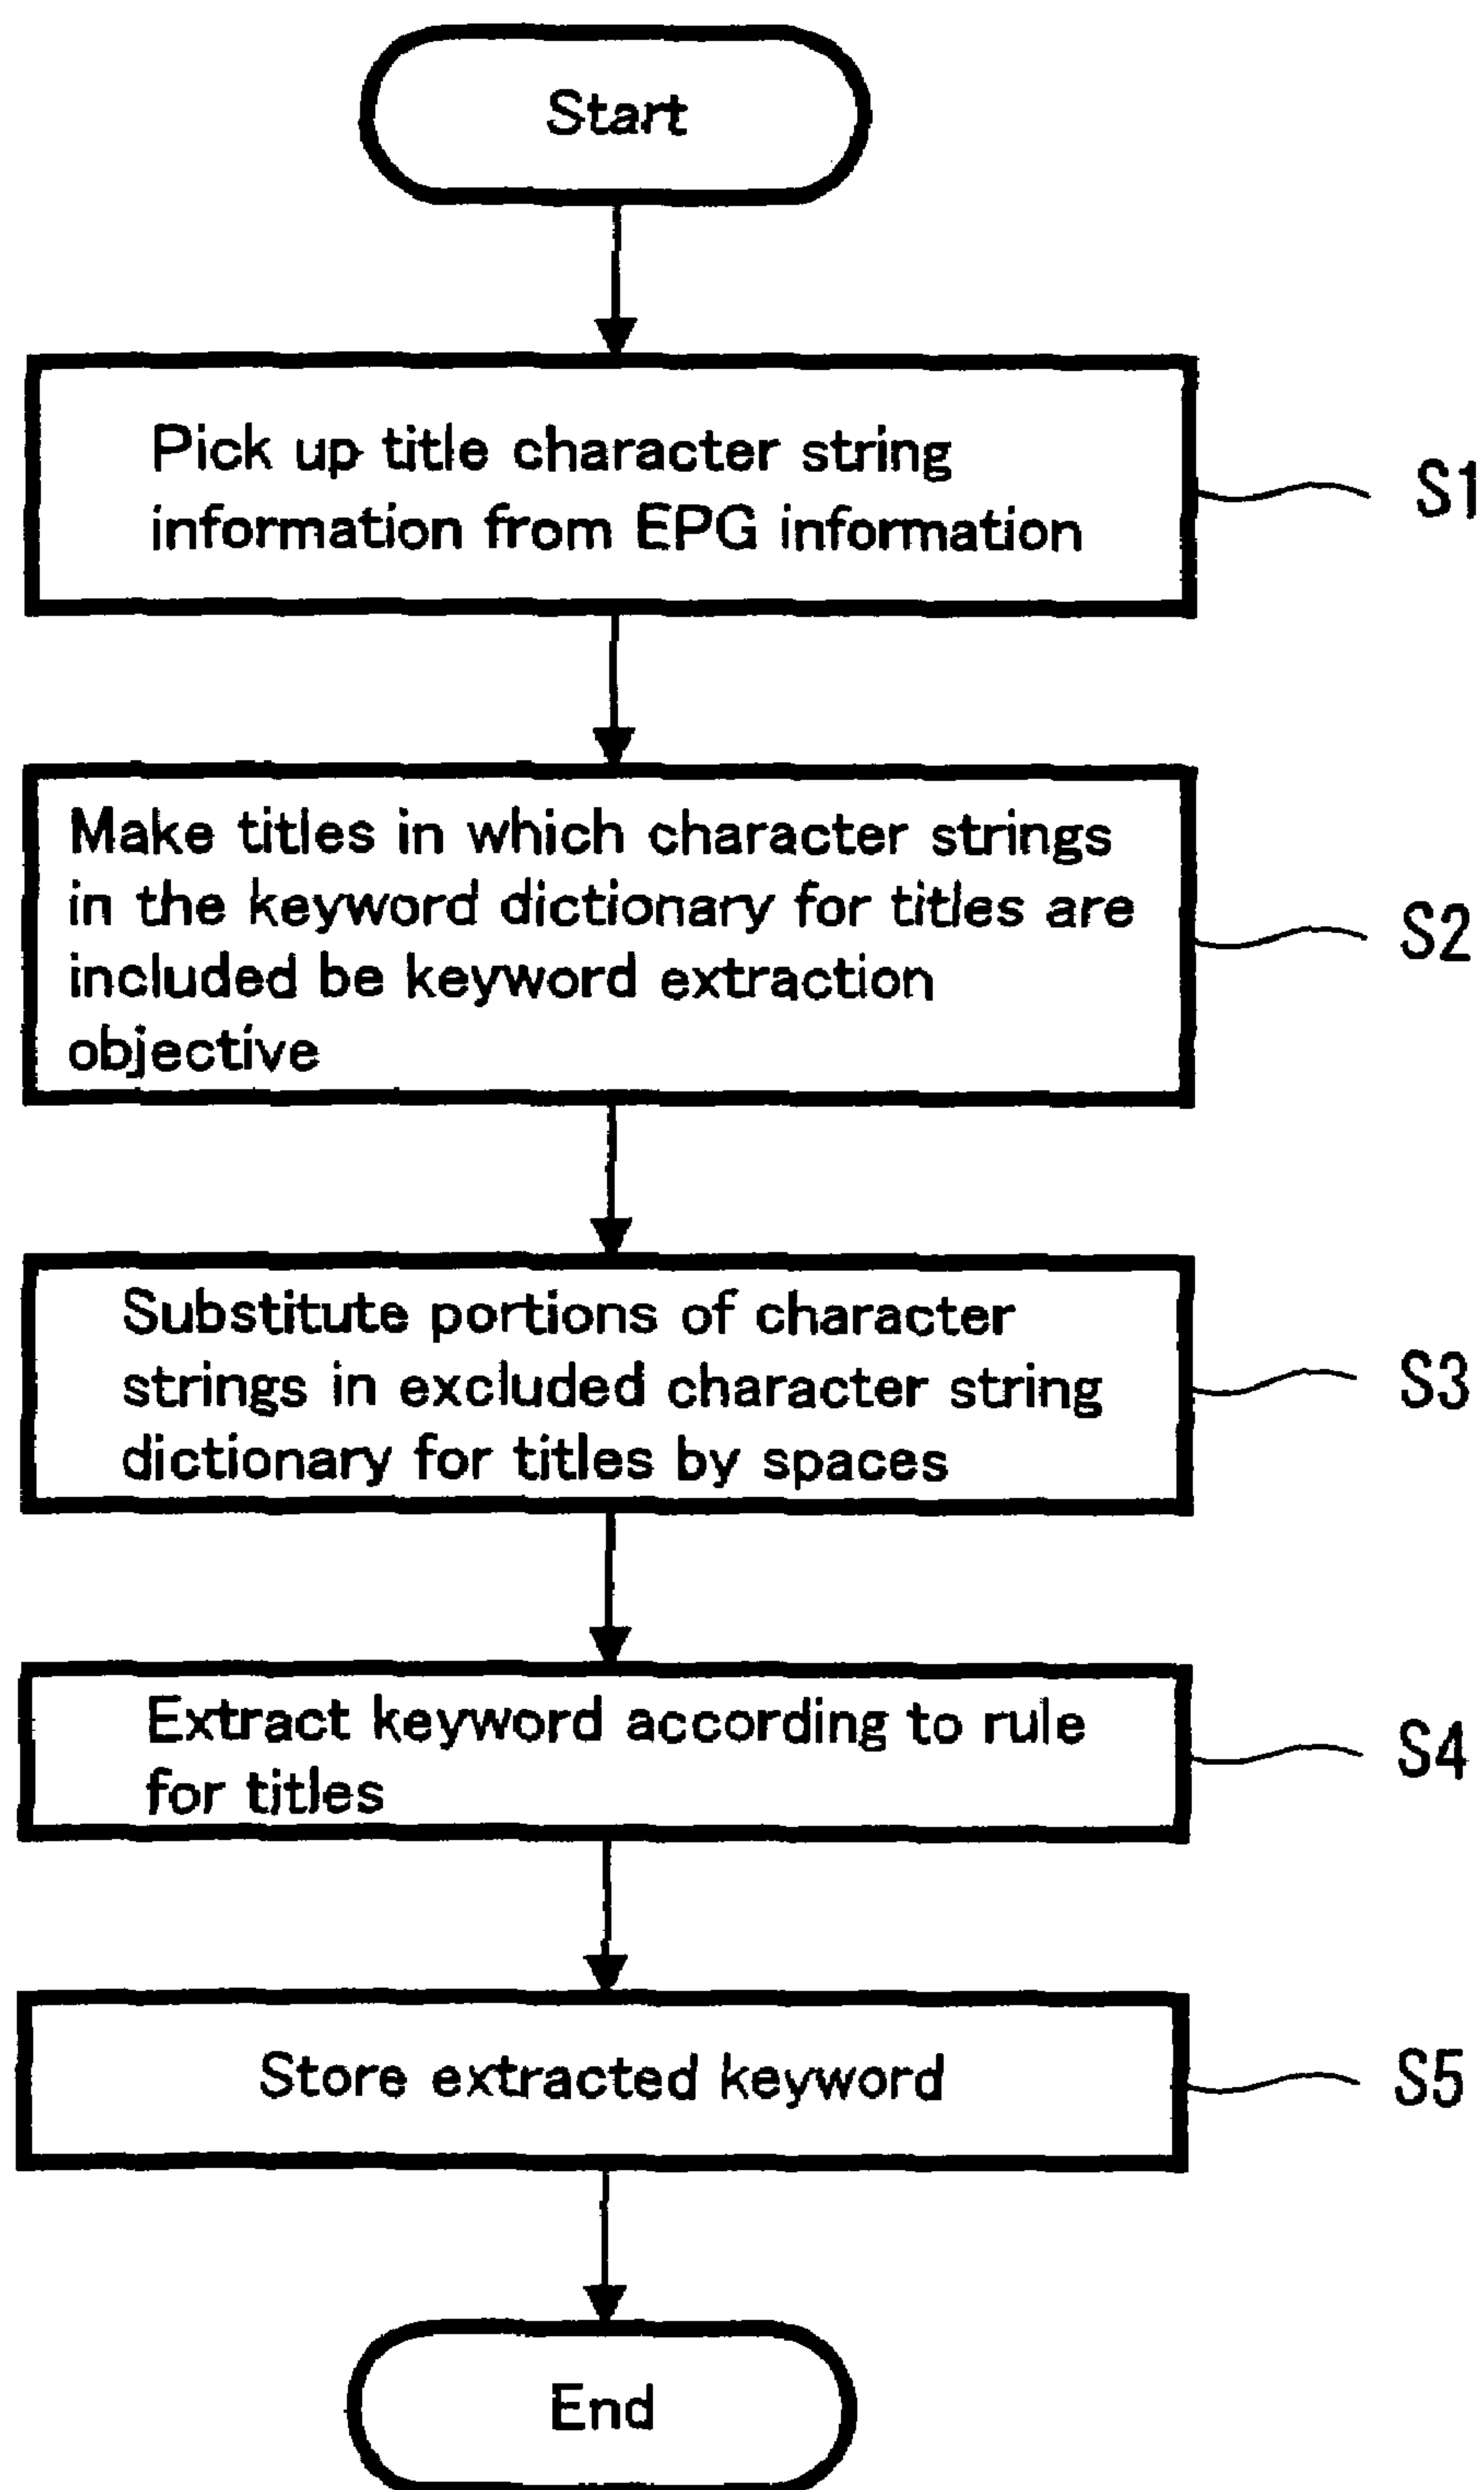 Start
Pick up title character string
information from EPG information
S1
Make titles in which character strings
in the keyword dictionary for titles are
included be keyword extraction
objective
S2
Substitute portions of character
strings in excluded character string
dictionary for titles by spaces
S3
Extract keyword according to rule
for titles
S4
Store extracted keyword
S5
End